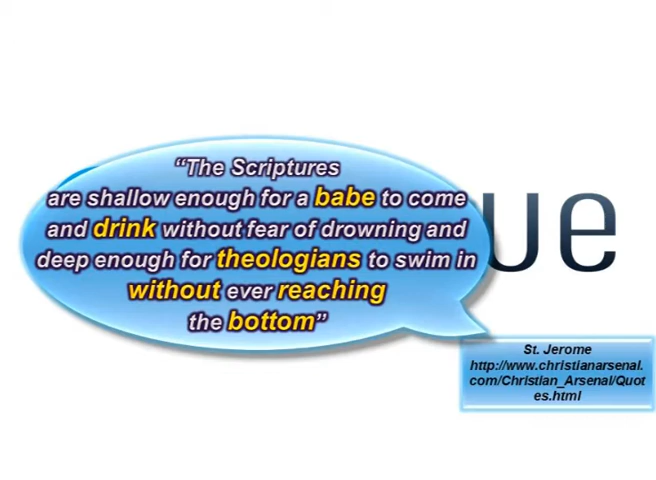 “The Scriptures
are shallow enough for a babe to come
and drink without fear of drowning and
deep enough for theologians to swim in
without ever reaching
the bottom”
ue
St. Jerome
http://www.christianarsenal.
com/Christian_Arsenal/Quot
es.html